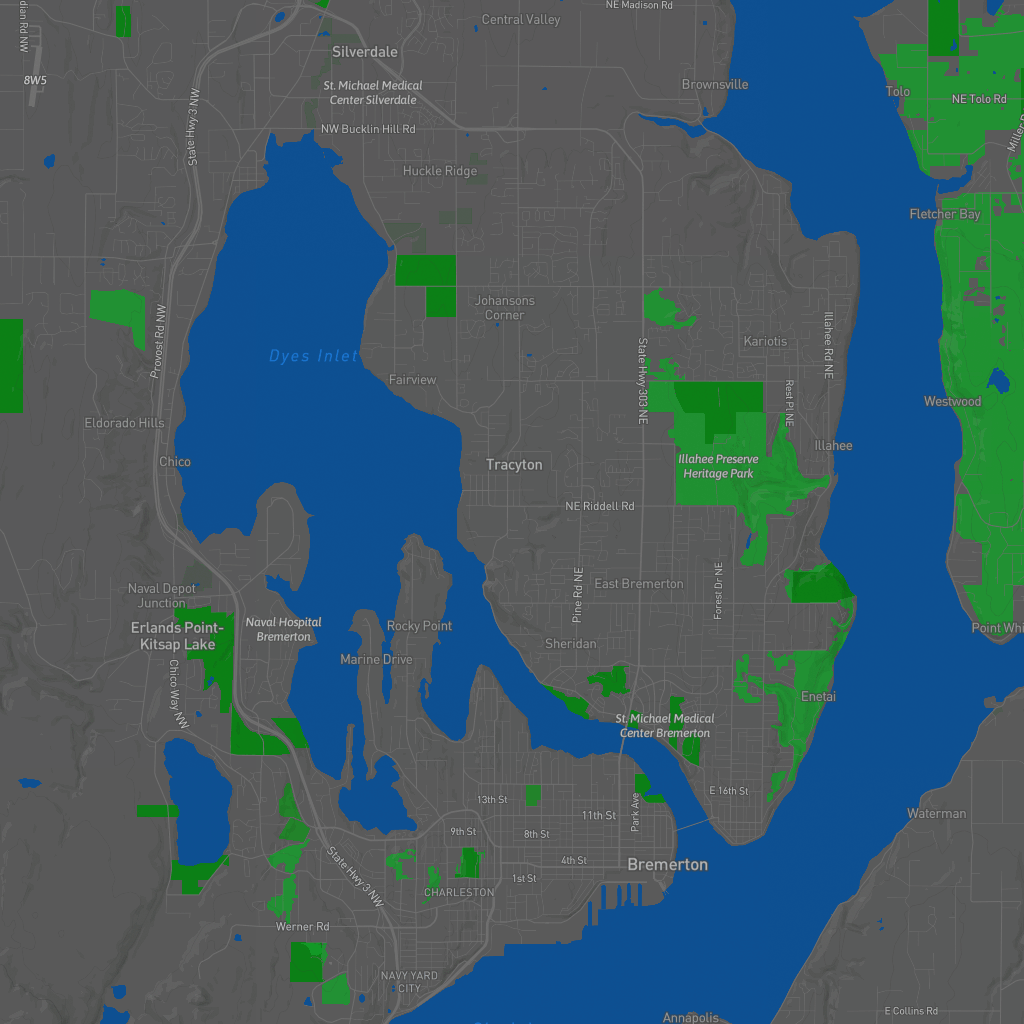 NE Madison Rd
Central Valley
Silverdale
8W5
St. Michael Medical
Center Silverdale
Brownsville
Tolo
NE Tolo Rd
State Hwy 3 NW
NW Bucklin Hill Rd
Huckle Ridge
Fletcher Bay
Johansons
Corner
Provost Rd NW
Dyes Inlet
State Hwy 303 NE
Kariotis
Illahee Rd NE
Fairview
Rest Pl NE
Westwood
Eldorado Hills
Chico
Tracyton
Illahee
Illahee Preserve
Heritage Park
NE Riddell Rd
Naval Depot
Junction
Pine Rd NE
East Bremerton
Forest Dr NE
Erlands Point-
Kitsap Lake
Naval Hospital
Bremerton
Rocky Point
Sheridan
Marine Drive
Chico Way NW
Enetai
St. Michael Medical
Center Bremerton
13th St
E 16th St
Park Ave
11th St
9th St
8th St
Waterman
State Hwy 3 NW
4th St
Bremerton
1st St
CHARLESTON
Werner Rd
NAVY YARD
CITY
E Collins Rd
Annapolis